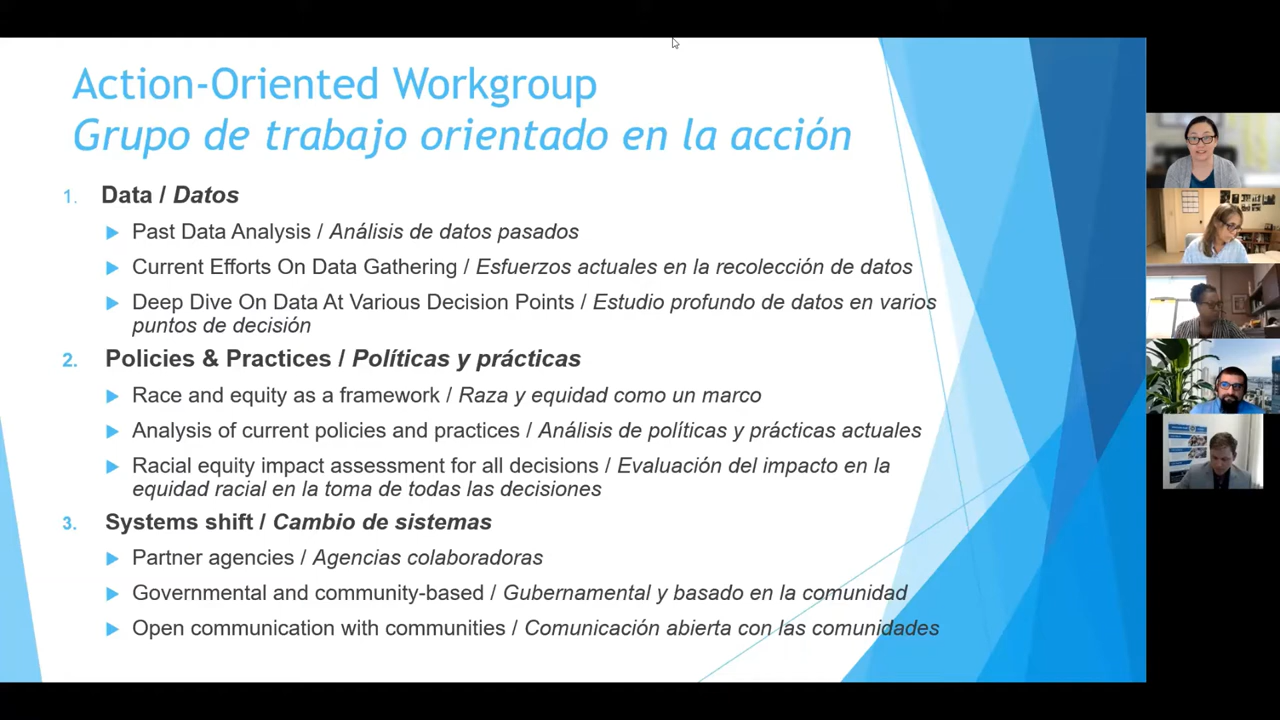 Action-Oriented Workgroup
Grupo de trabajo orientado en la acción
1. Data / Datos
Past Data Analysis / Análisis de datos pasados
Current Efforts On Data Gathering / Esfuerzos actuales en la recolección de datos
Deep Dive On Data At Various Decision Points / Estudio profundo de datos en varios
puntos de decisión
2. Policies & Practices / Políticas y prácticas
Race and equity as a framework / Raza y equidad como un marco
Analysis of current policies and practices / Análisis de políticas y prácticas actuales
Racial equity impact assessment for all decisions / Evaluación del impacto en la
equidad racial en la toma de todas las decisiones
3. Systems shift / Cambio de sistemas
Partner agencies / Agencias colaboradoras
Governmental and community-based / Gubernamental y basado en la comunidad
Open communication with communities / Comunicación abierta con las comunidades